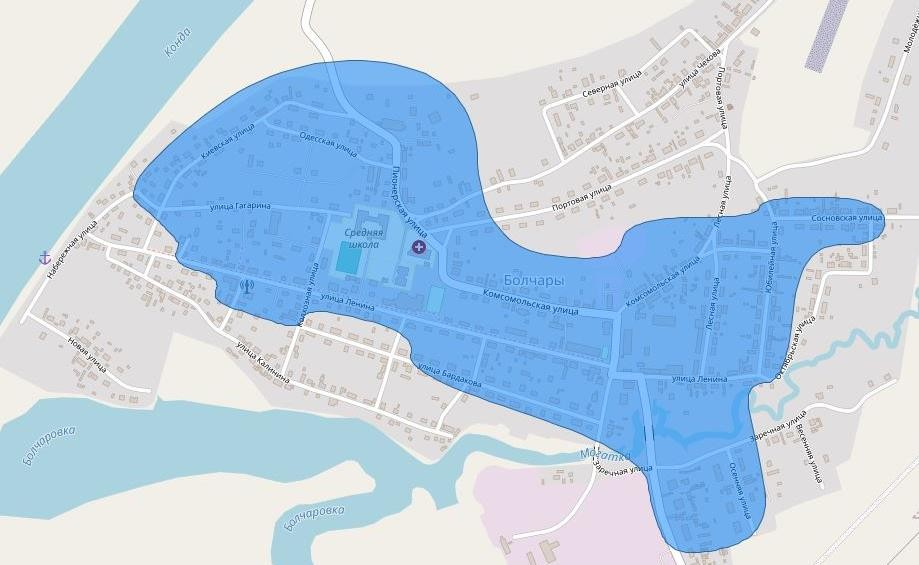 Конда
Молодёж
улица Чехова
Северная улица
Портовая улица
Киевская улица
Одесская улица
Пионерская улица
Портовая улица
Лесная улица
улица Гагарина
Средняя
школа
Сосновская улица
Набережная улица
Юбилейная улица
Болчары
Комсомольская улица
Комсомольская улица
Колхозная улица
улица Ленина
Лесная улица
Октябрьская улица
Новая улица
улица Калинина
улица Бардакова
улица Ленина
Болчаровка
Заречная улица
Весенняя улица
Могатка
Заречная улица
Осенняя улица
Болчаровка